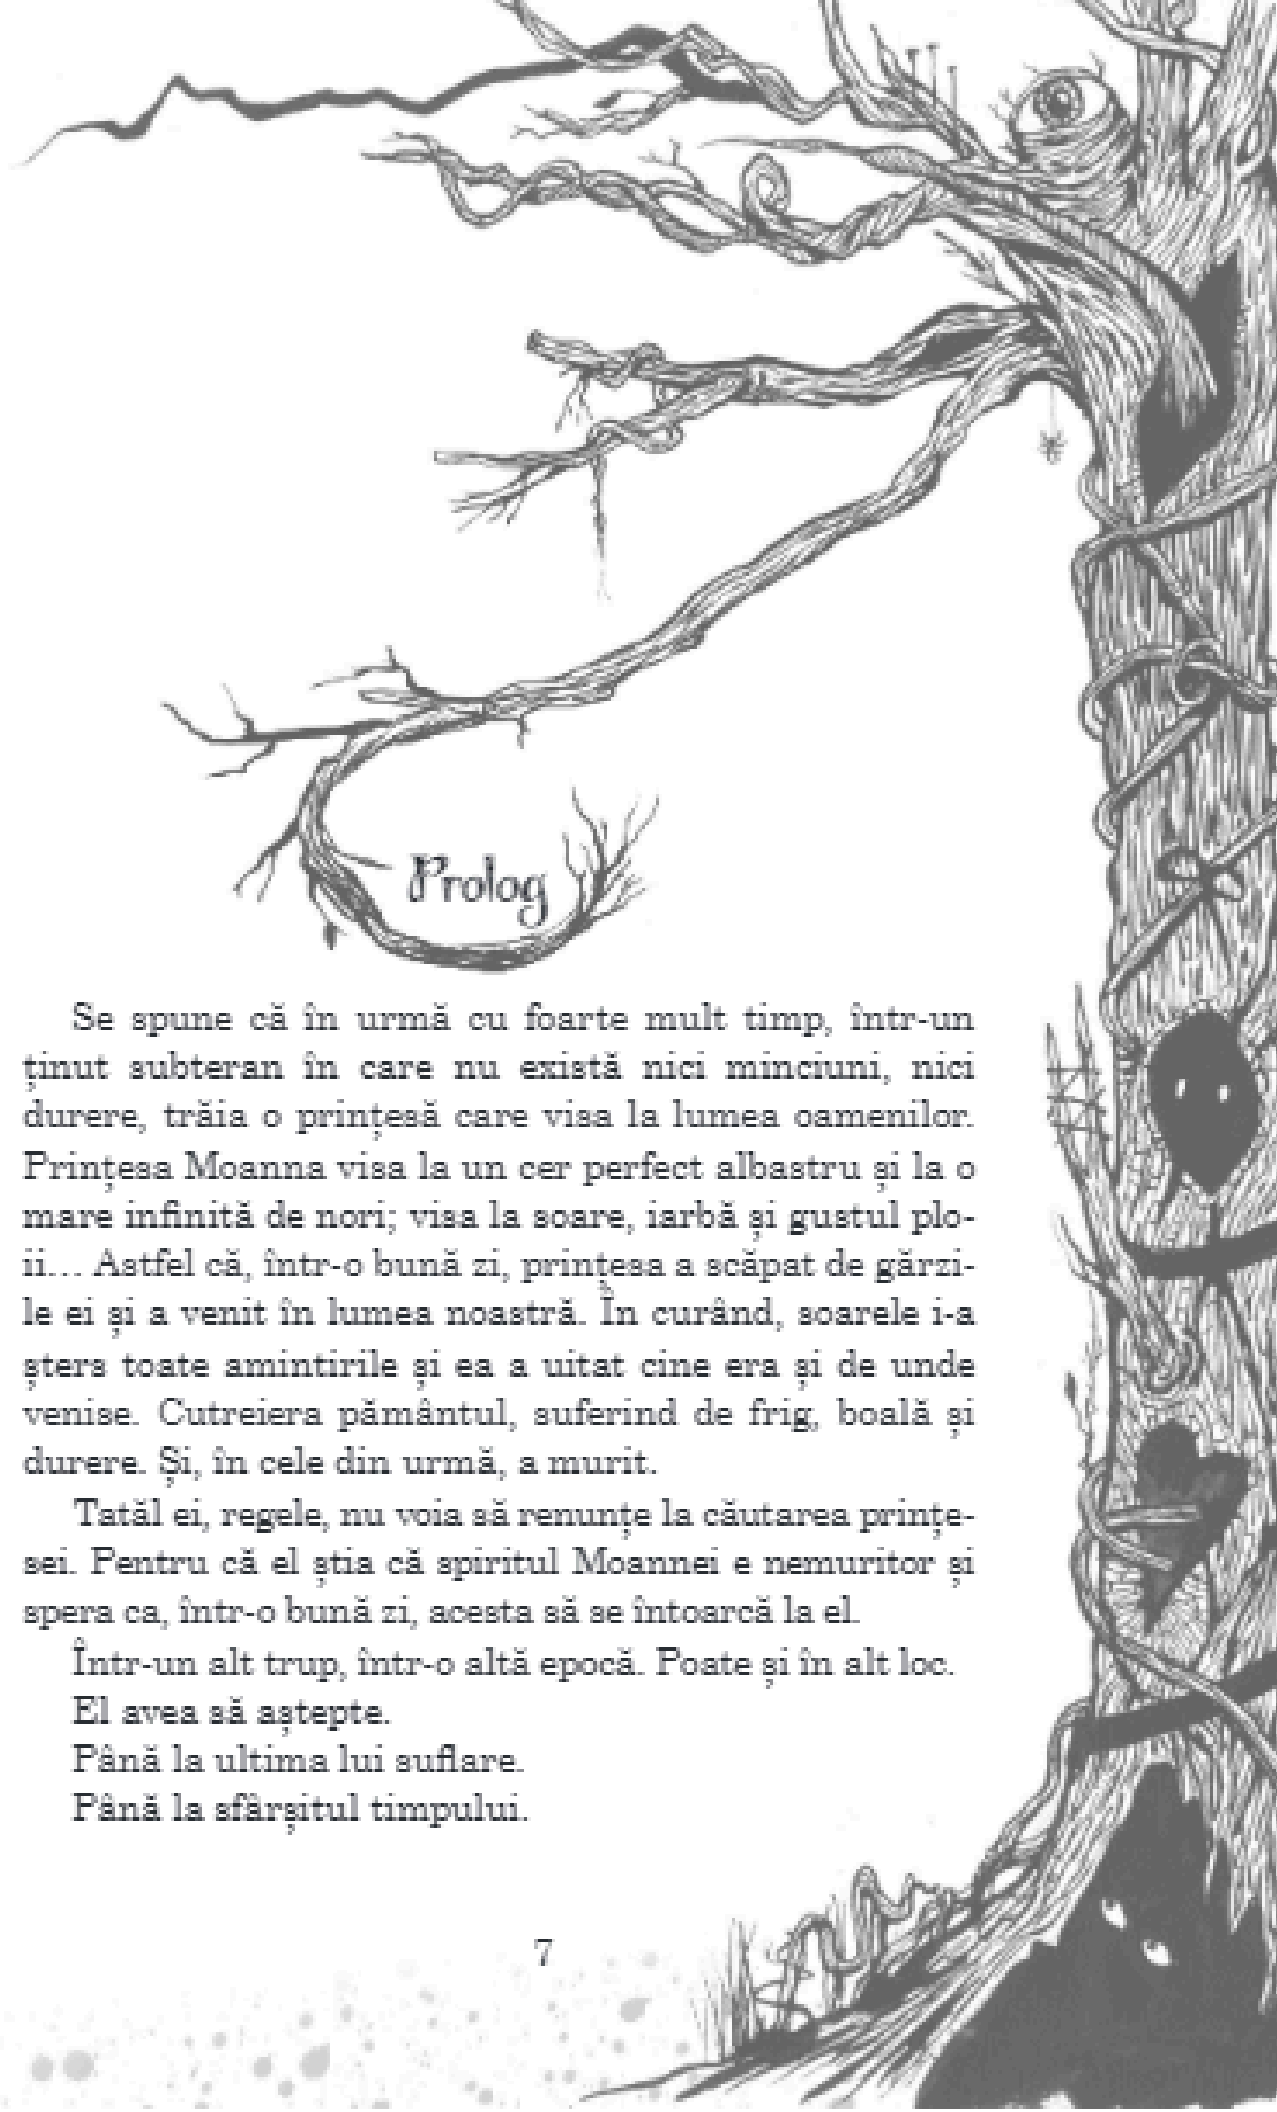 Prolog
Se spune că în urmă cu foarte mult timp, într-un
ținut subteran în care nu există nici minciuni, nici
durere, trăia o prințesă care visa la lumea oamenilor.
Prințesa Moanna visa la un cer perfect albastru și la o
mare infinită de nori; visa la soare, iarbă și gustul plo-
ii... Astfel că, într-o bună zi, prințesa a scăpat de gărzi-
le ei și a venit în lumea noastră. În curând, soarele i-a
șters toate amintirile și ea a uitat cine era și de unde
venise. Cutreiera pământul, suferind de frig, boală și
durere. Și, în cele din urmă, a murit.
Tatăl ei, regele, nu voia să renunțe la căutarea prințe-
sei. Pentru că el știa că spiritul Moannei e nemuritor și
spera ca, într-o bună zi, acesta să se întoarcă la el.
Într-un alt trup, într-o altă epocă. Poate și în alt loc.
El avea să aștepte.
Până la ultima lui suflare.
Până la sfârșitul timpului.
7